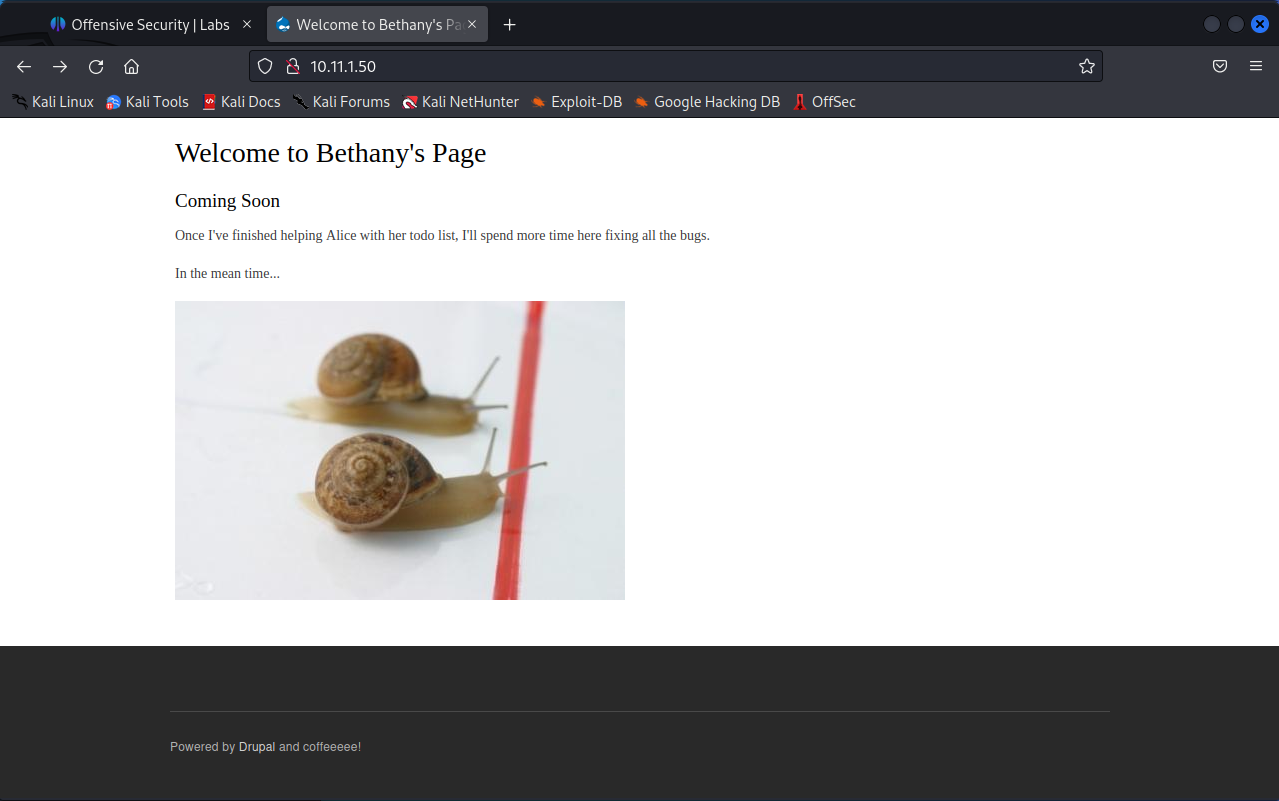 Offensive Security | Labs
Welcome to Bethany's Pa
10.11.1.50
Kali Linux
Kali Tools
Kali Docs
Kali Forums
Kali NetHunter
Exploit-DB
Google Hacking DB
OffSec
Welcome to Bethany's Page
Coming Soon
Once I've finished helping Alice with her todo list, I'll spend more time here fixing all the bugs.
In the mean time...
Powered by Drupal and coffeeeee!